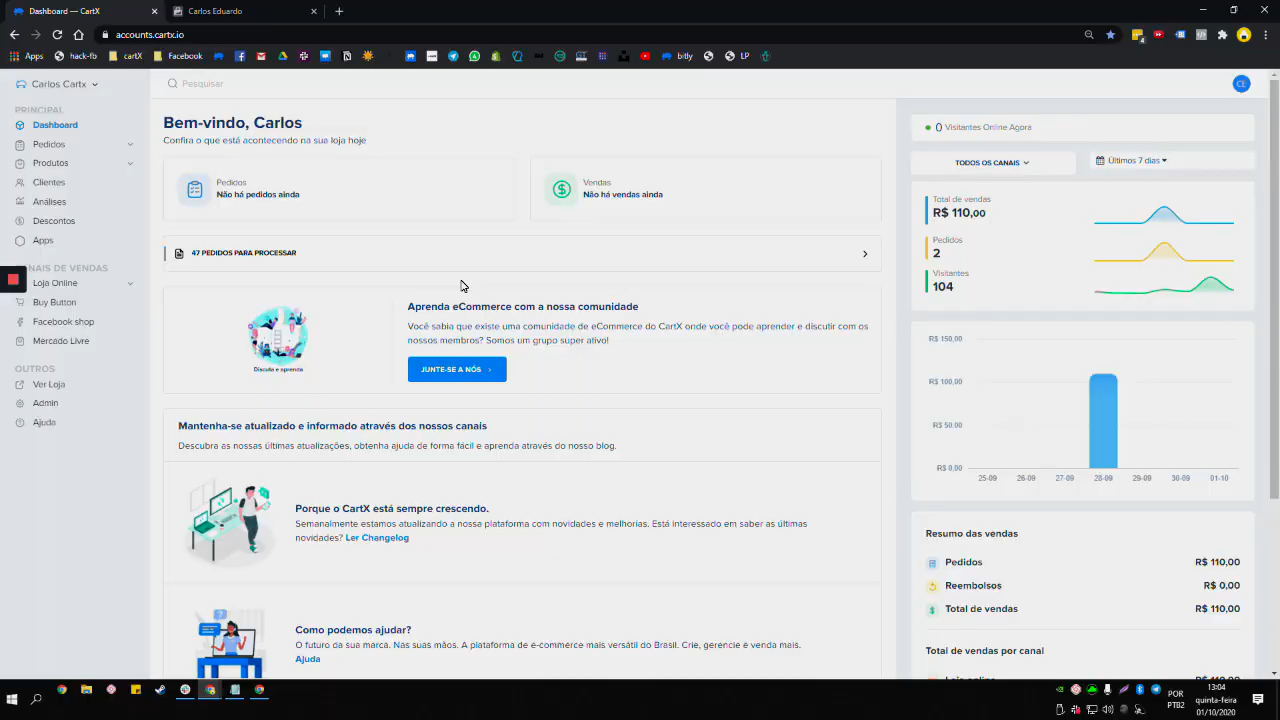 Dashboard — CartX
Carlos Eduardo
accounts.cartx.io
Apps
hack-fb
cartX
Facebook
bitly
LP
Carlos Cartx
Pesquisar
CE
PRINCIPAL
Dashboard
Pedidos
Produtos
Clientes
Análises
Descontos
Apps
NAIS DE VENDAS
Loja Online
Buy Button
Facebook shop
Mercado Livre
OUTROS
Ver Loja
Admin
Ajuda
Bem-vindo, Carlos
Confira o que está acontecendo na sua loja hoje
Pedidos
Não há pedidos ainda
Vendas
Não há vendas ainda
47 PEDIDOS PARA PROCESSAR
Discuta e aprenda
Aprenda eCommerce com a nossa comunidade
Você sabia que existe uma comunidade de eCommerce do CartX onde você pode aprender e discutir com os
nossos membros? Somos um grupo super ativo!
JUNTE-SE A NÓS
Mantenha-se atualizado e informado através dos nossos canais
Descubra as nossas últimas atualizações, obtenha ajuda de forma fácil e aprenda através do nosso blog.
Porque o CartX está sempre crescendo.
Semanalmente estamos atualizando a nossa plataforma com novidades e melhorias. Está interessado em saber as últimas
novidades? Ler Changelog
Como podemos ajudar?
O futuro da sua marca. Nas suas mãos. A plataforma de e-commerce mais versátil do Brasil. Crie, gerencie e venda mais.
Ajuda
0 Visitantes Online Agora
TODOS OS CANAIS
Últimos 7 dias
Total de vendas
R$ 110,00
Pedidos
2
Visitantes
104
R$ 150,00
R$ 100,00
R$ 50,00
R$ 0,00
25-09 26-09 27-09 28-09 29-09 30-09 01-10
Resumo das vendas
Pedidos R$ 110,00
Reembolsos R$ 0,00
Total de vendas R$ 110,00
Total de vendas por canal
POR
PTB2
13:04
quinta-feira
01/10/2020